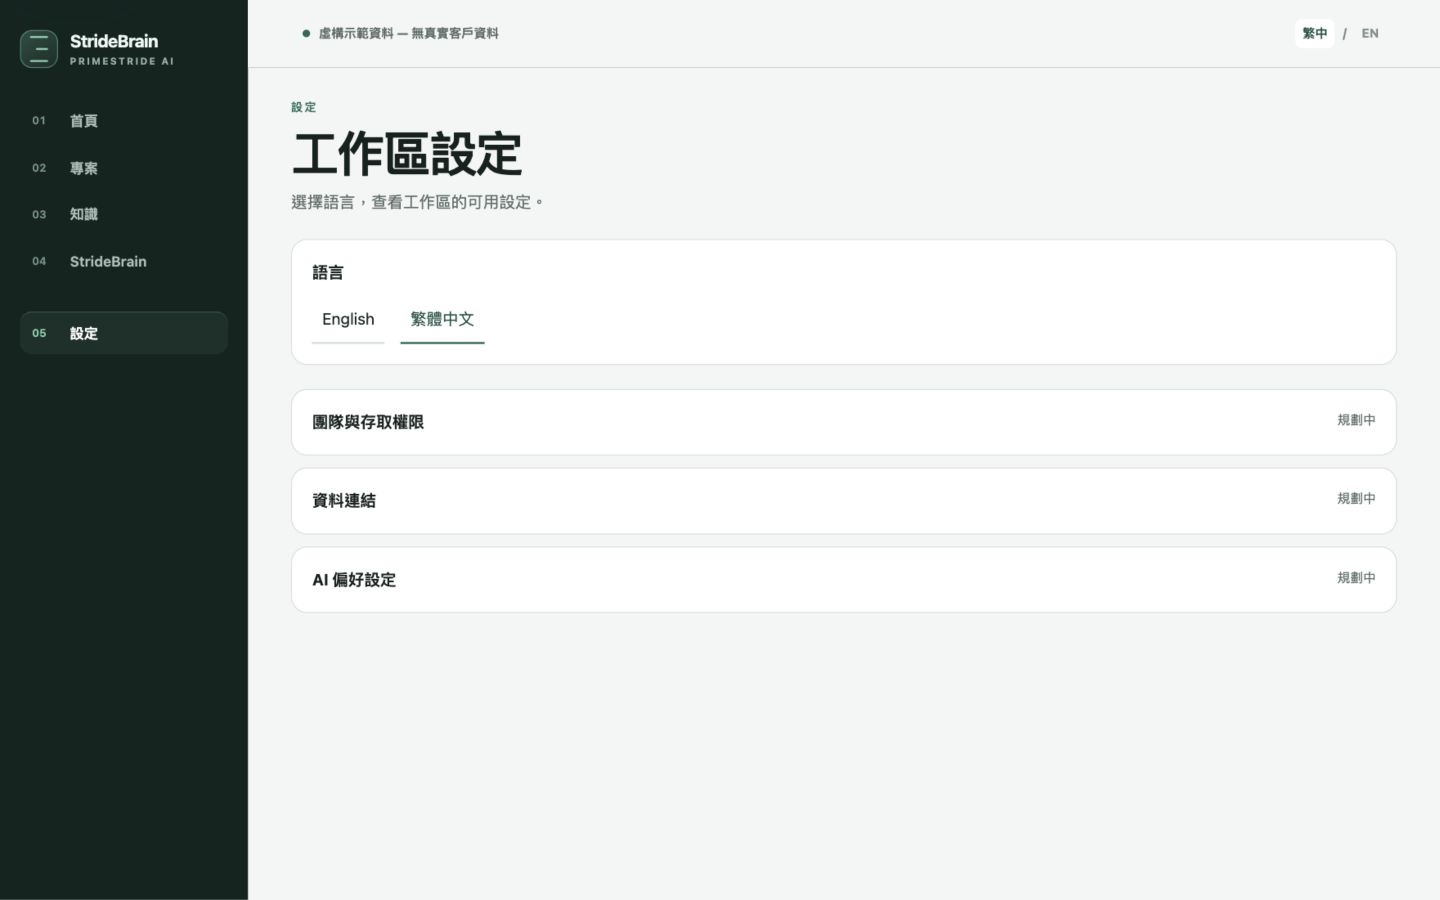 StrideBrain
PRIMESTRIDE AI
01 首頁
02 專案
03 知識
04 StrideBrain
05 設定
虛構示範資料 — 無真實客戶資料
繁中 / EN
設定
工作區設定
選擇語言，查看工作區的可用設定。
語言
English 繁體中文
團隊與存取權限 規劃中
資料連結 規劃中
AI 偏好設定 規劃中